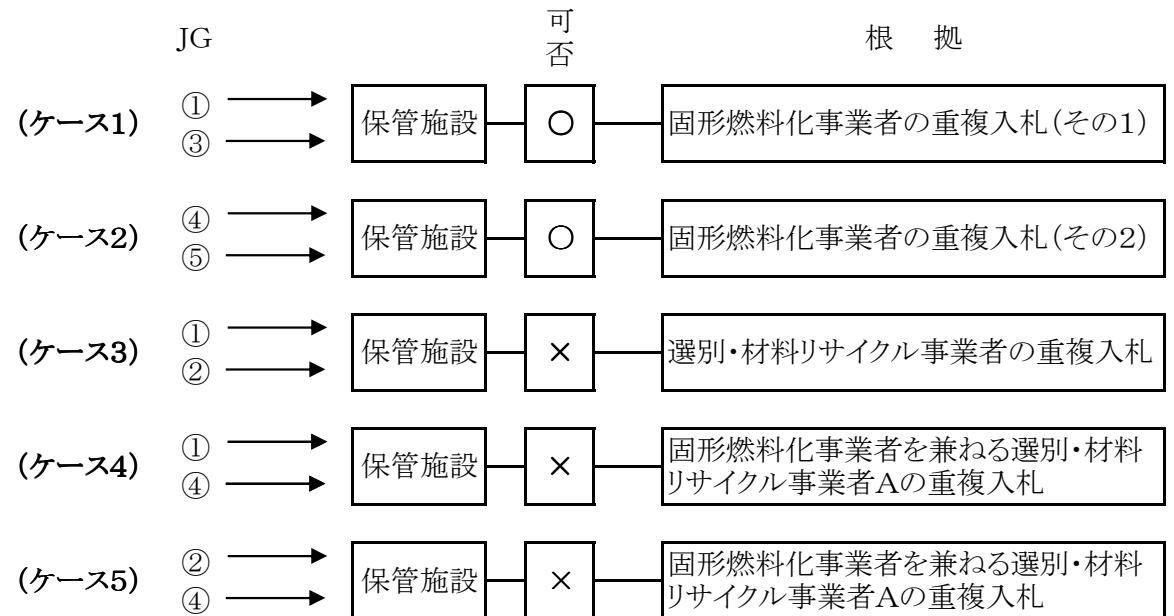 JG
可
否
根 拠
(ケース1)
①
③
保管施設
○
固形燃料化事業者の重複入札(その1)
(ケース2)
④
⑤
保管施設
○
固形燃料化事業者の重複入札(その2)
(ケース3)
①
②
保管施設
×
選別・材料リサイクル事業者の重複入札
(ケース4)
①
④
保管施設
×
固形燃料化事業者を兼ねる選別・材料
リサイクル事業者Aの重複入札
(ケース5)
②
④
保管施設
×
固形燃料化事業者を兼ねる選別・材料
リサイクル事業者Aの重複入札